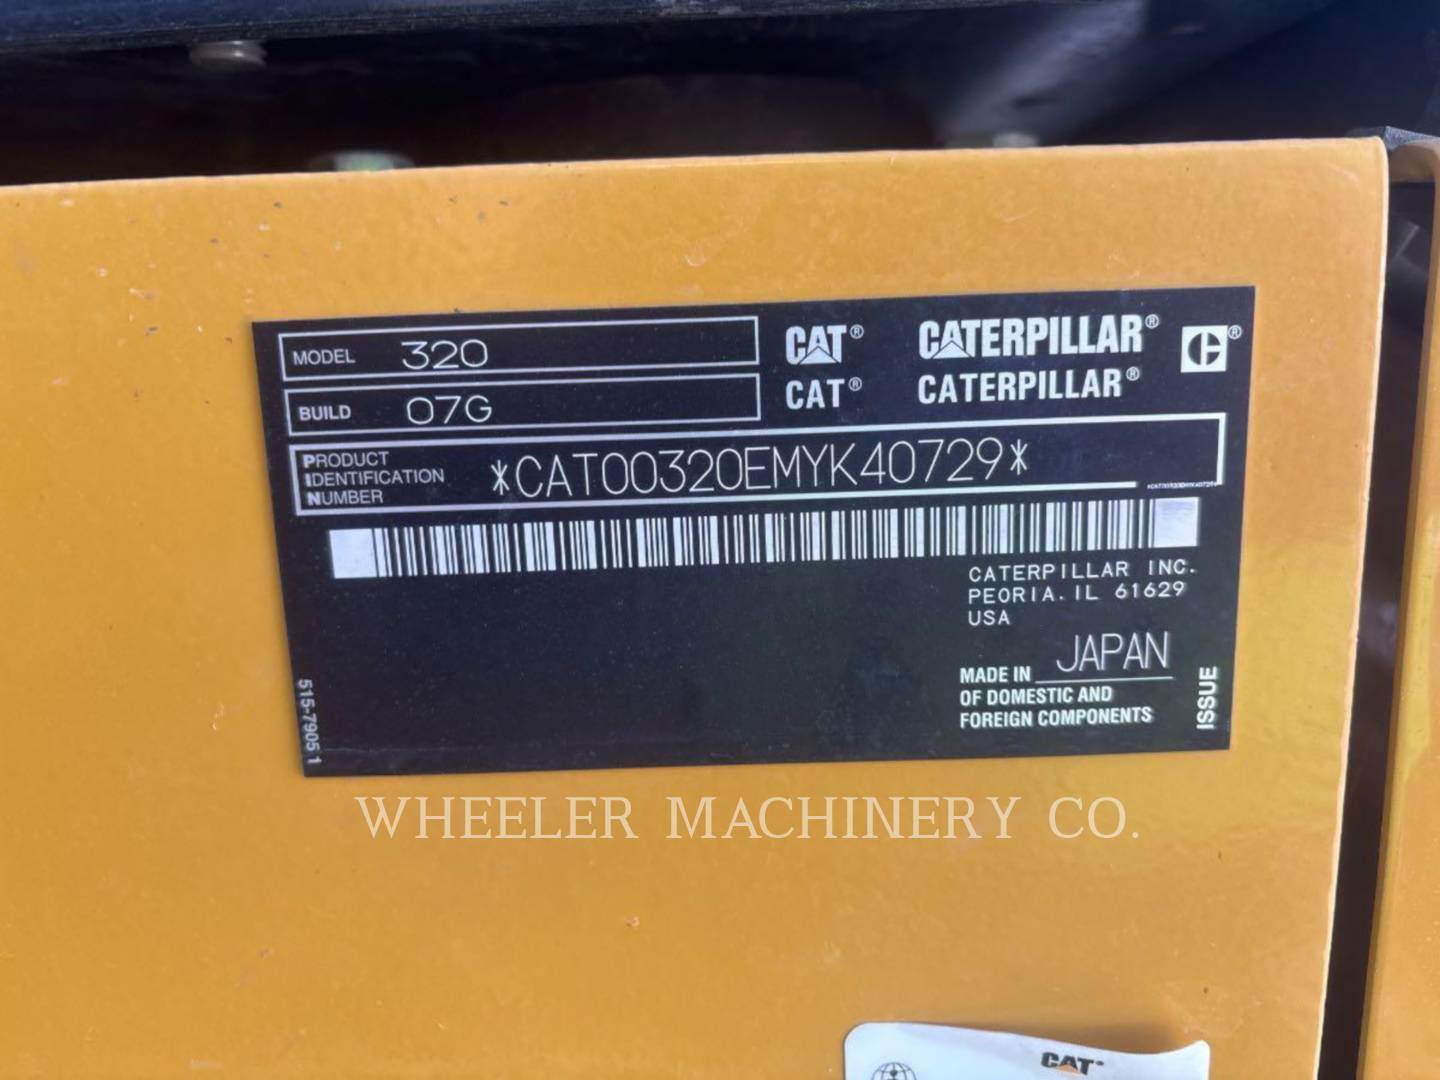 MODEL 320
BUILD 07G
CAT® CATERPILLAR® ®
CAT® CATERPILLAR®
PRODUCT
IDENTIFICATION
NUMBER
*CAT00320EMYK40729*
*CAT00320EMYK40729*
CATERPILLAR INC.
PEORIA. IL 61629
USA
MADE IN JAPAN
OF DOMESTIC AND
FOREIGN COMPONENTS
ISSUE
515-7905 1
WHEELER MACHINERY CO.
CAT